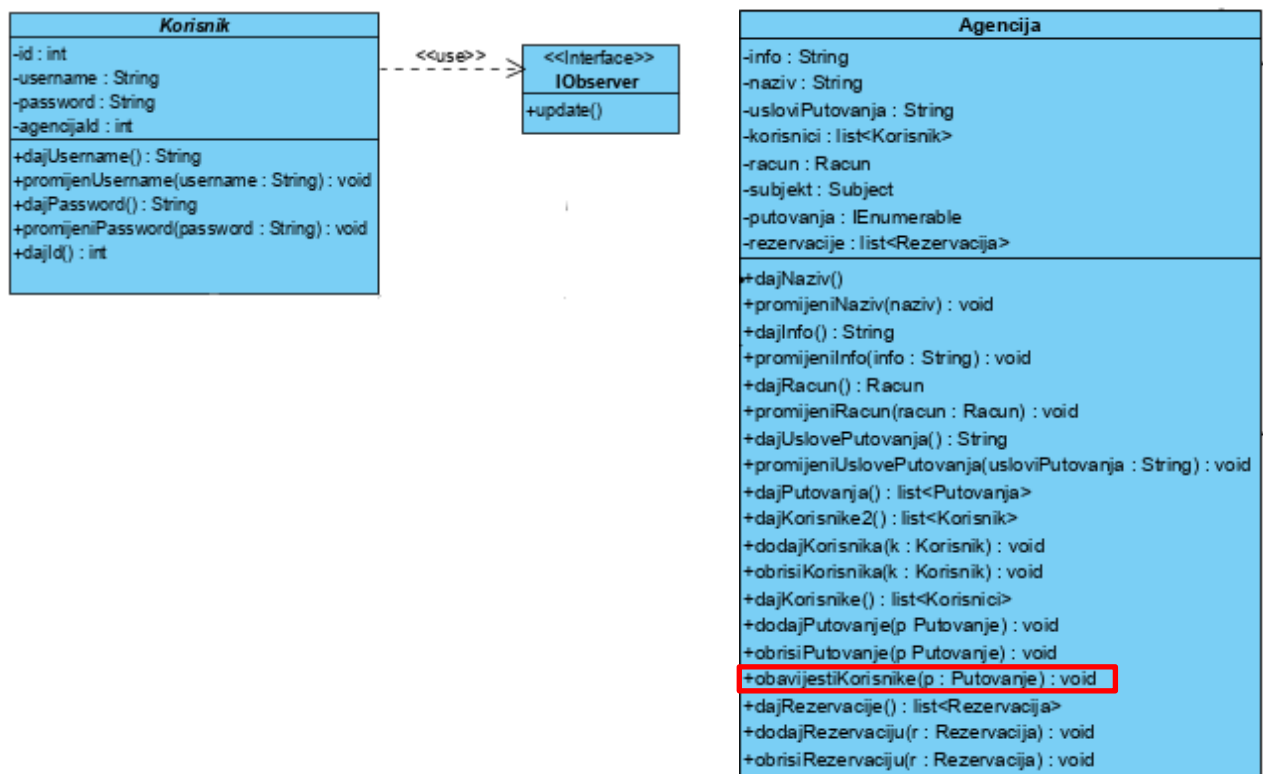 Korisnik
-id : int
-username : String
-password : String
-agencijaId : int
+dajUsername() : String
+promijenUsername(username : String) : void
+dajPassword() : String
+promijeniPassword(password : String) : void
+dajId() : int
<<use>>
<<Interface>>
IObserver
+update()
Agencija
-info : String
-naziv : String
-usloviPutovanja : String
-korisnici : list<Korisnik>
-racun : Racun
-subjekt : Subject
-putovanja : IEnumerable
-rezervacije : list<Rezervacija>
+dajNaziv()
+promijeniNaziv(naziv) : void
+dajInfo() : String
+promijeniInfo(info : String) : void
+dajRacun() : Racun
+promijeniRacun(racun : Racun) : void
+dajUslovePutovanja() : String
+promijeniUslovePutovanja(usloviPutovanja : String) : void
+dajPutovanja() : list<Putovanja>
+dajKorisnike2() : list<Korisnik>
+dodajKorisnika(k : Korisnik) : void
+obrisiKorisnika(k : Korisnik) : void
+dajKorisnike() : list<Korisnici>
+dodajPutovanje(p Putovanje) : void
+obrisiPutovanje(p Putovanje) : void
+obavijestiKorisnike(p : Putovanje) : void
+dajRezervacije() : list<Rezervacija>
+dodajRezervaciju(r : Rezervacija) : void
+obrisiRezervaciju(r : Rezervacija) : void